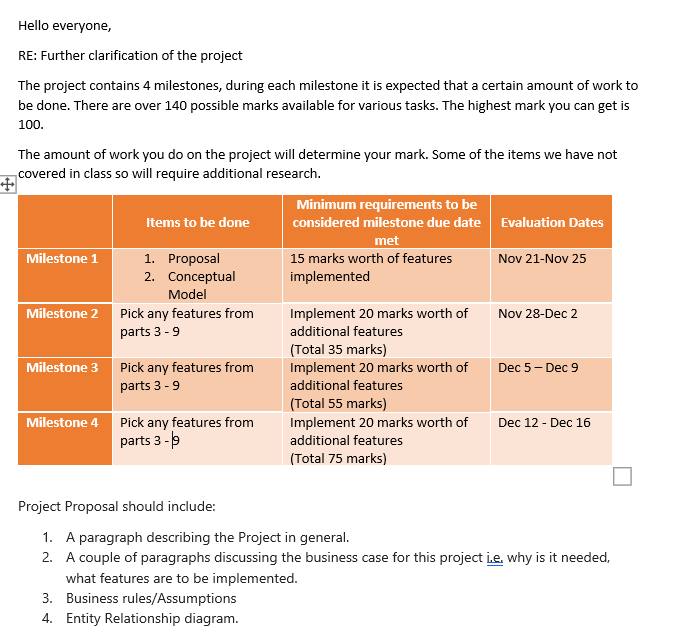 Hello everyone,
RE: Further clarification of the project
The project contains 4 milestones, during each milestone it is expected that a certain amount of work to
be done. There are over 140 possible marks available for various tasks. The highest mark you can get is
100.
The amount of work you do on the project will determine your mark. Some of the items we have not
covered in class so will require additional research.
Items to be done
Minimum requirements to be
considered milestone due date
met
Evaluation Dates
Milestone 1
1. Proposal
2. Conceptual
Model
15 marks worth of features
implemented
Nov 21-Nov 25
Milestone 2
Pick any features from
parts 3 - 9
Implement 20 marks worth of
additional features
(Total 35 marks)
Nov 28-Dec 2
Milestone 3
Pick any features from
parts 3 - 9
Implement 20 marks worth of
additional features
(Total 55 marks)
Dec 5 – Dec 9
Milestone 4
Pick any features from
parts 3 - 9
Implement 20 marks worth of
additional features
(Total 75 marks)
Dec 12 - Dec 16
Project Proposal should include:
1. A paragraph describing the Project in general.
2. A couple of paragraphs discussing the business case for this project i.e. why is it needed,
what features are to be implemented.
3. Business rules/Assumptions
4. Entity Relationship diagram.